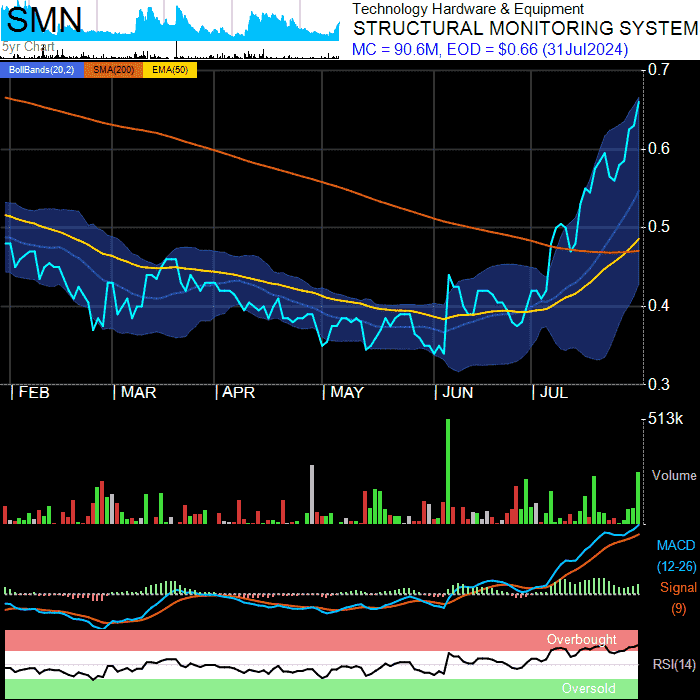 SMN
5yr Chart
Technology Hardware & Equipment
STRUCTURAL MONITORING SYSTEM
MC = 90.6M, EOD = $0.66 (31Jul2024)
BollBands(20,2) SMA(200) EMA(50)
0.7
0.6
0.5
0.4
0.3
FEB MAR APR MAY JUN JUL
513k
Volume
MACD
(12-26)
Signal
(9)
Overbought
RSI(14)
Oversold